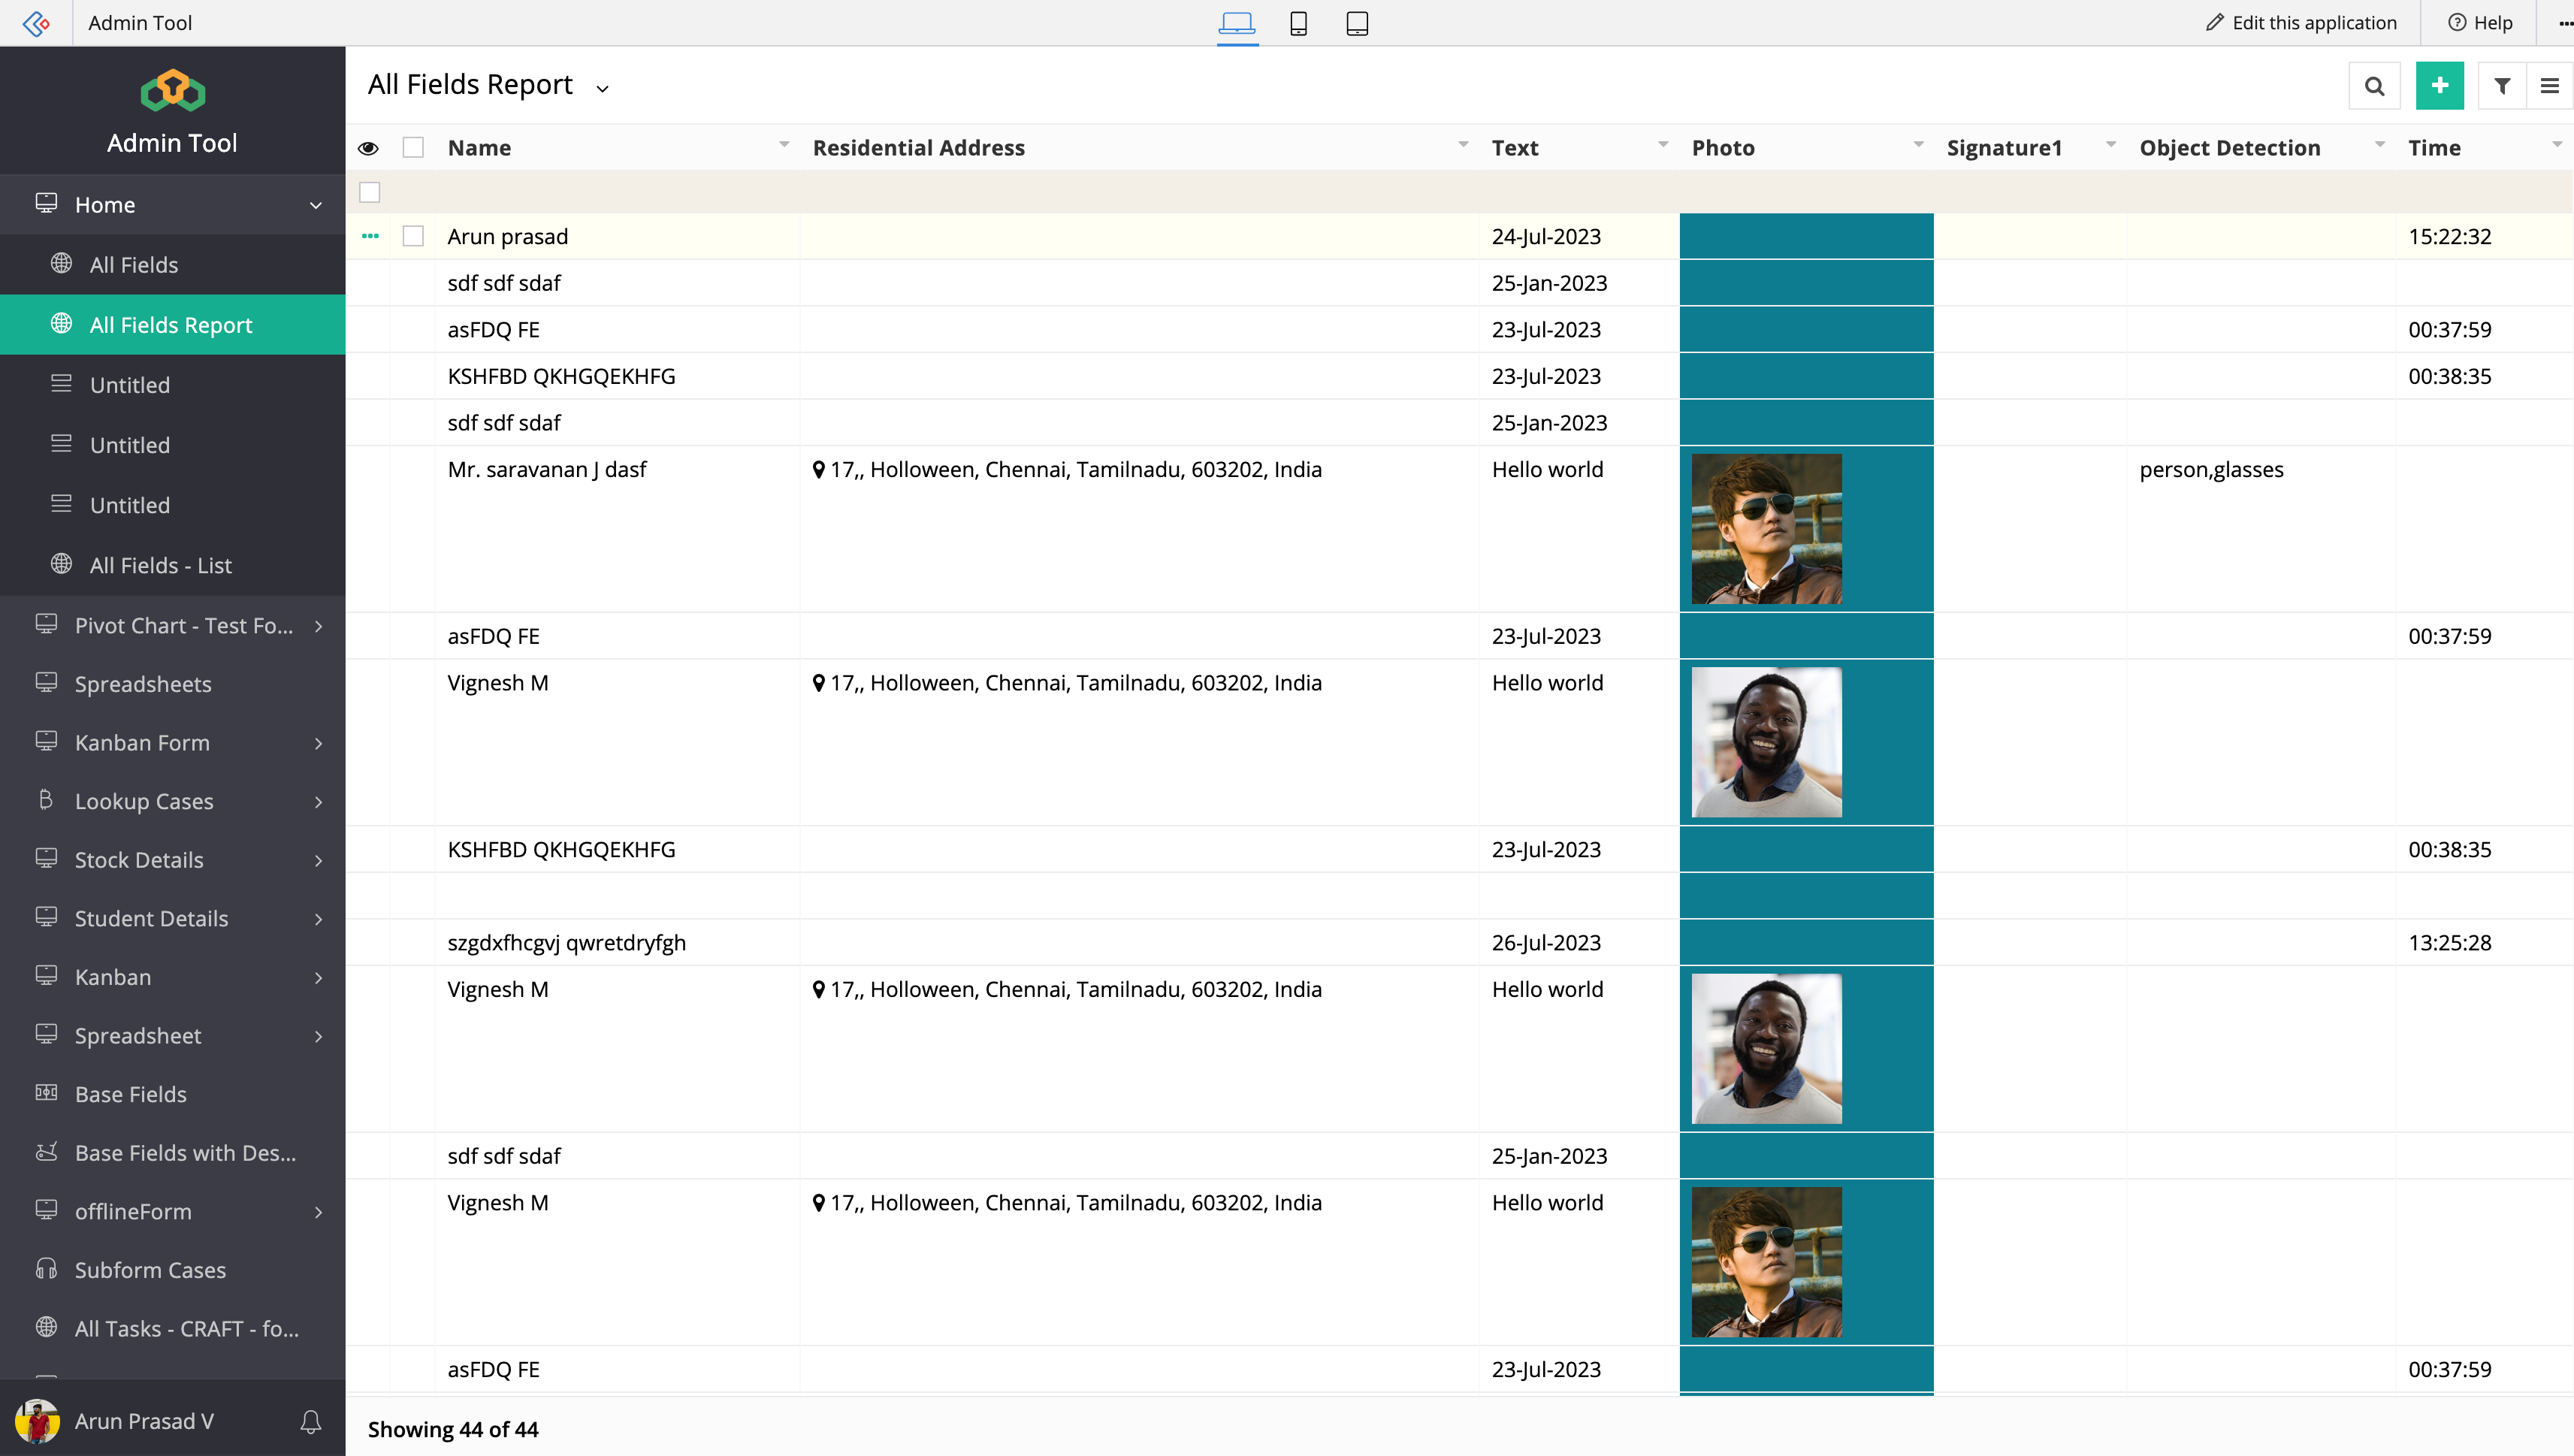 Admin Tool
Edit this application
Help
Admin Tool
Home
All Fields
All Fields Report
Untitled
Untitled
Untitled
All Fields - List
Pivot Chart - Test Fo...
Spreadsheets
Kanban Form
Lookup Cases
Stock Details
Student Details
Kanban
Spreadsheet
Base Fields
Base Fields with Des...
offlineForm
Subform Cases
All Tasks - CRAFT - fo...
Arun Prasad V
All Fields Report
Name Residential Address Text Photo Signature1 Object Detection Time
Arun prasad 24-Jul-2023 15:22:32
sdf sdf sdaf 25-Jan-2023
asFDQ FE 23-Jul-2023 00:37:59
KSHFBD QKHGQEKHFG 23-Jul-2023 00:38:35
sdf sdf sdaf 25-Jan-2023
Mr. saravanan J dasf 17,, Holloween, Chennai, Tamilnadu, 603202, India Hello world person,glasses
asFDQ FE 23-Jul-2023 00:37:59
Vignesh M 17,, Holloween, Chennai, Tamilnadu, 603202, India Hello world
KSHFBD QKHGQEKHFG 23-Jul-2023 00:38:35
szgdxfhcgvj qwretdryfgh 26-Jul-2023 13:25:28
Vignesh M 17,, Holloween, Chennai, Tamilnadu, 603202, India Hello world
sdf sdf sdaf 25-Jan-2023
Vignesh M 17,, Holloween, Chennai, Tamilnadu, 603202, India Hello world
asFDQ FE 23-Jul-2023 00:37:59
Showing 44 of 44